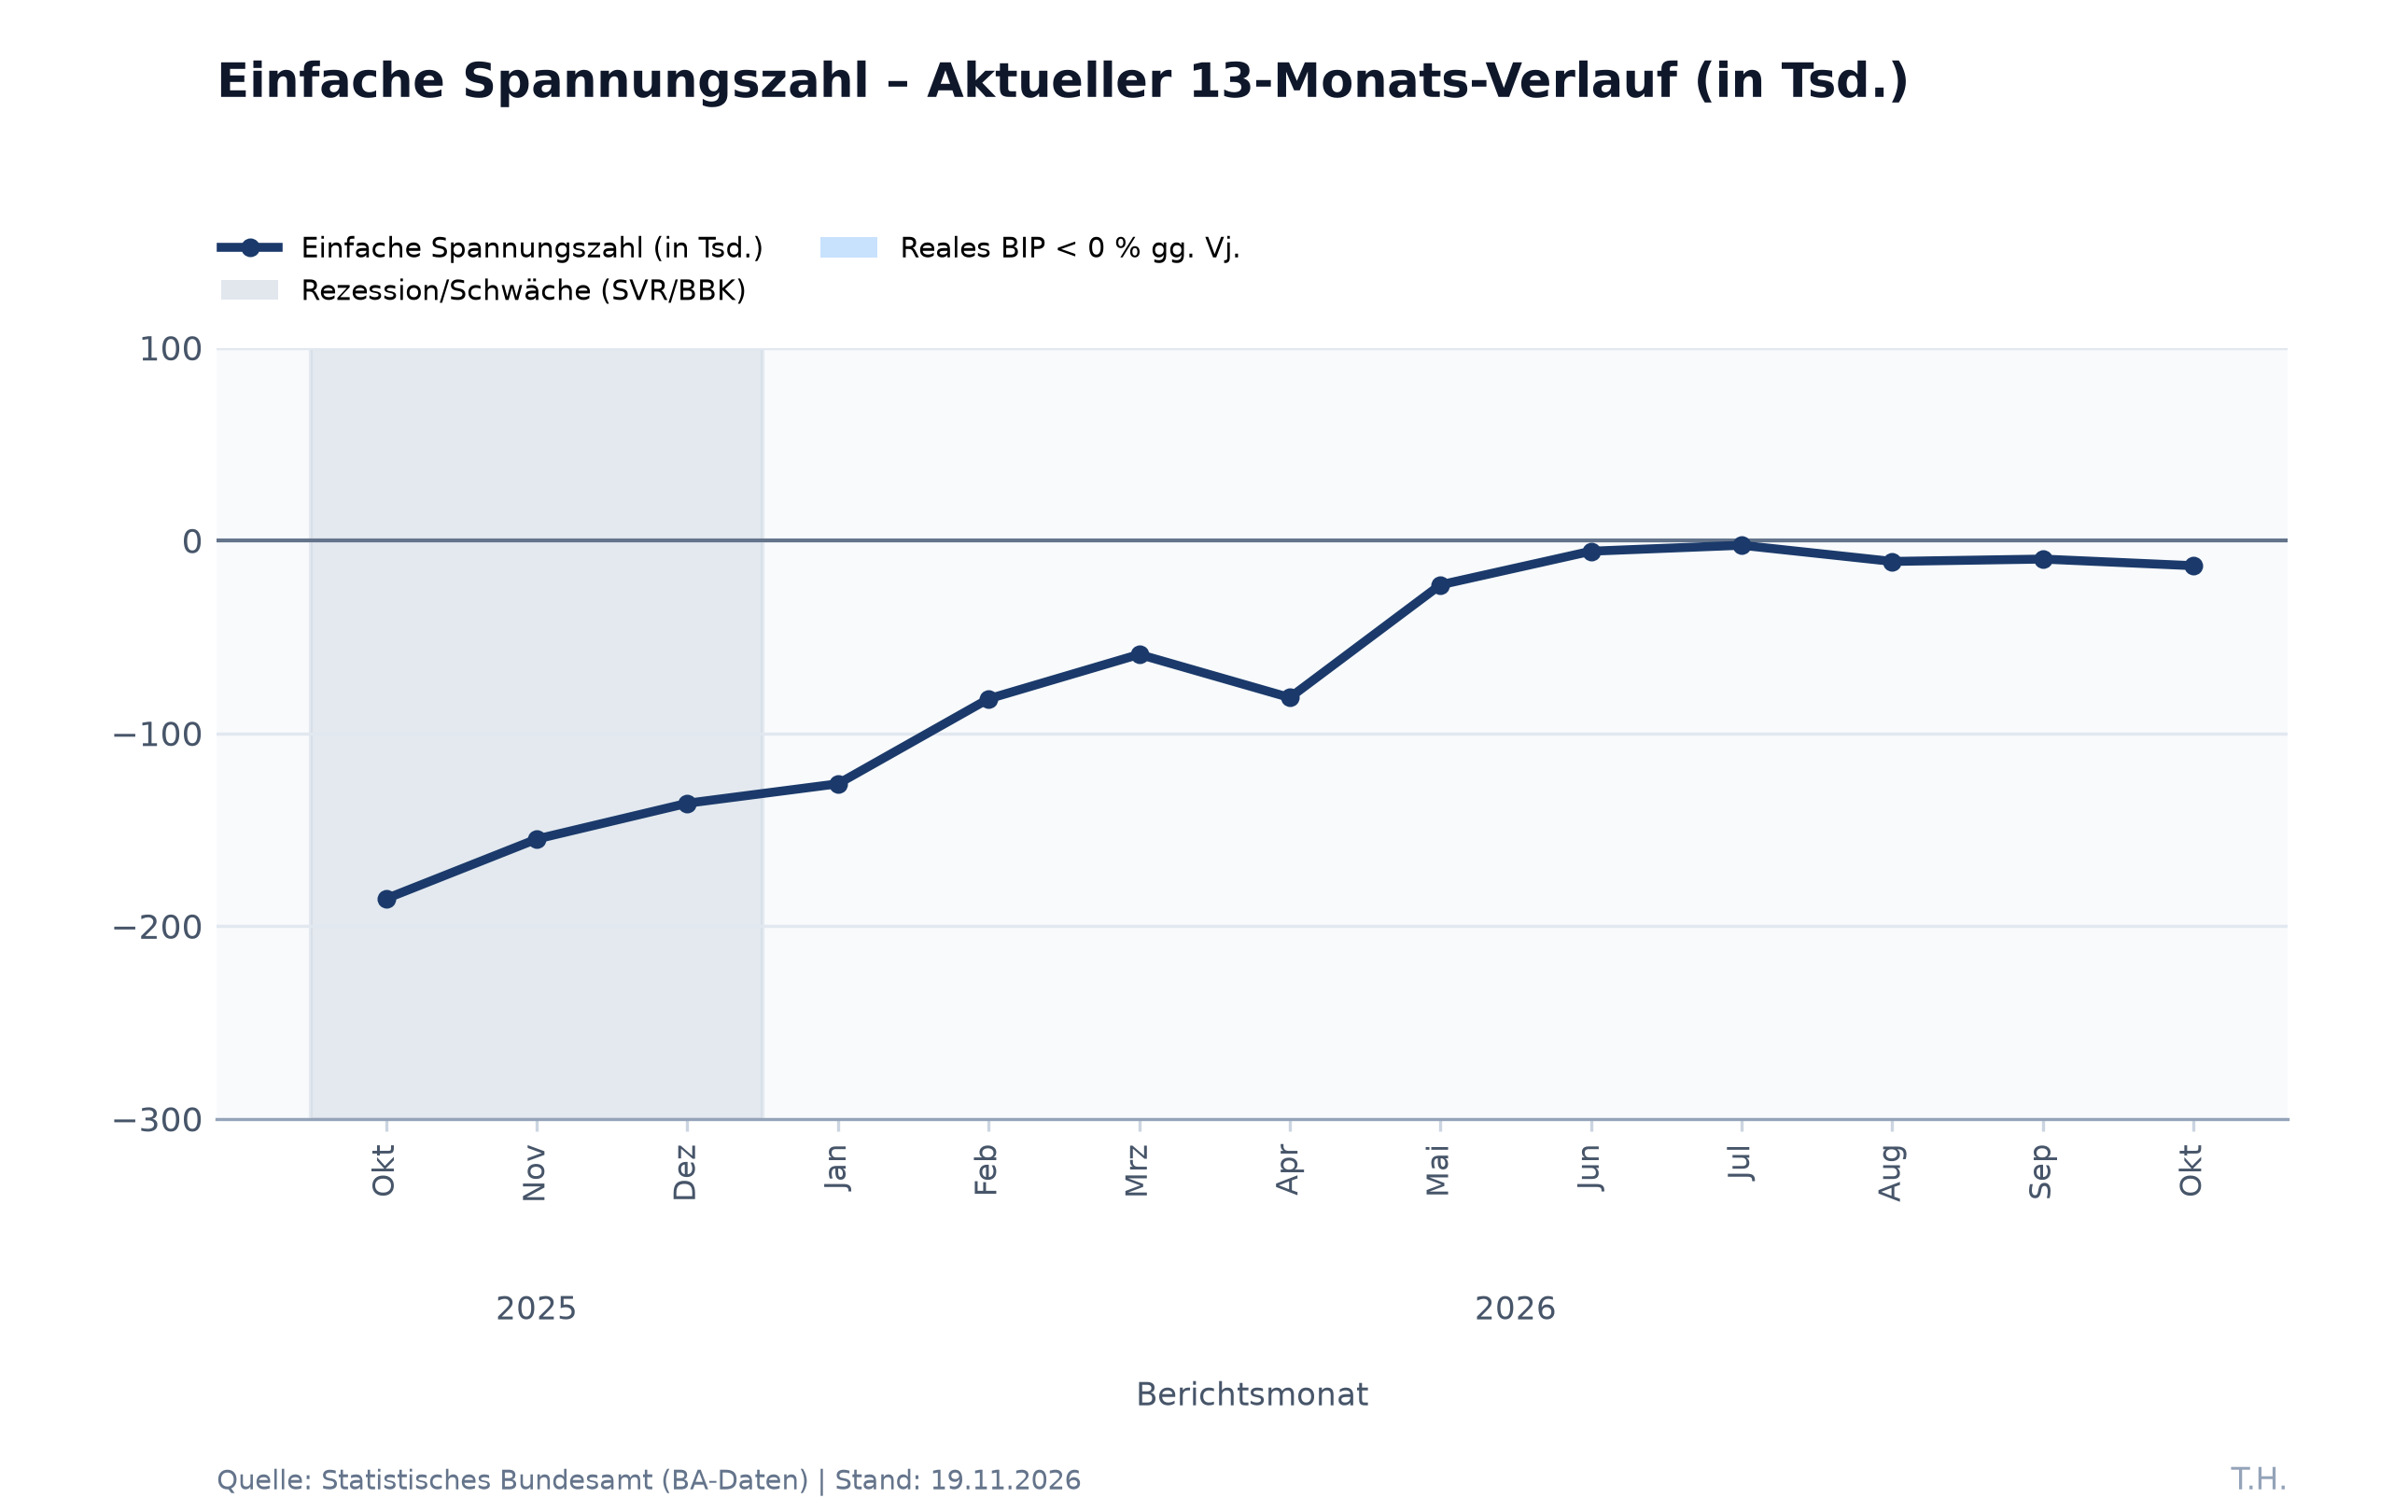 Einfache Spannungszahl – Aktueller 13-Monats-Verlauf (in Tsd.)
Einfache Spannungszahl (in Tsd.) Reales BIP < 0 % gg. Vj.
Rezession/Schwäche (SVR/BBK)
100
0
−100
−200
−300
Okt Nov Dez Jan Feb Mrz Apr Mai Jun Jul Aug Sep Okt
2025 2026
Berichtsmonat
Quelle: Statistisches Bundesamt (BA-Daten) | Stand: 19.11.2026 T.H.